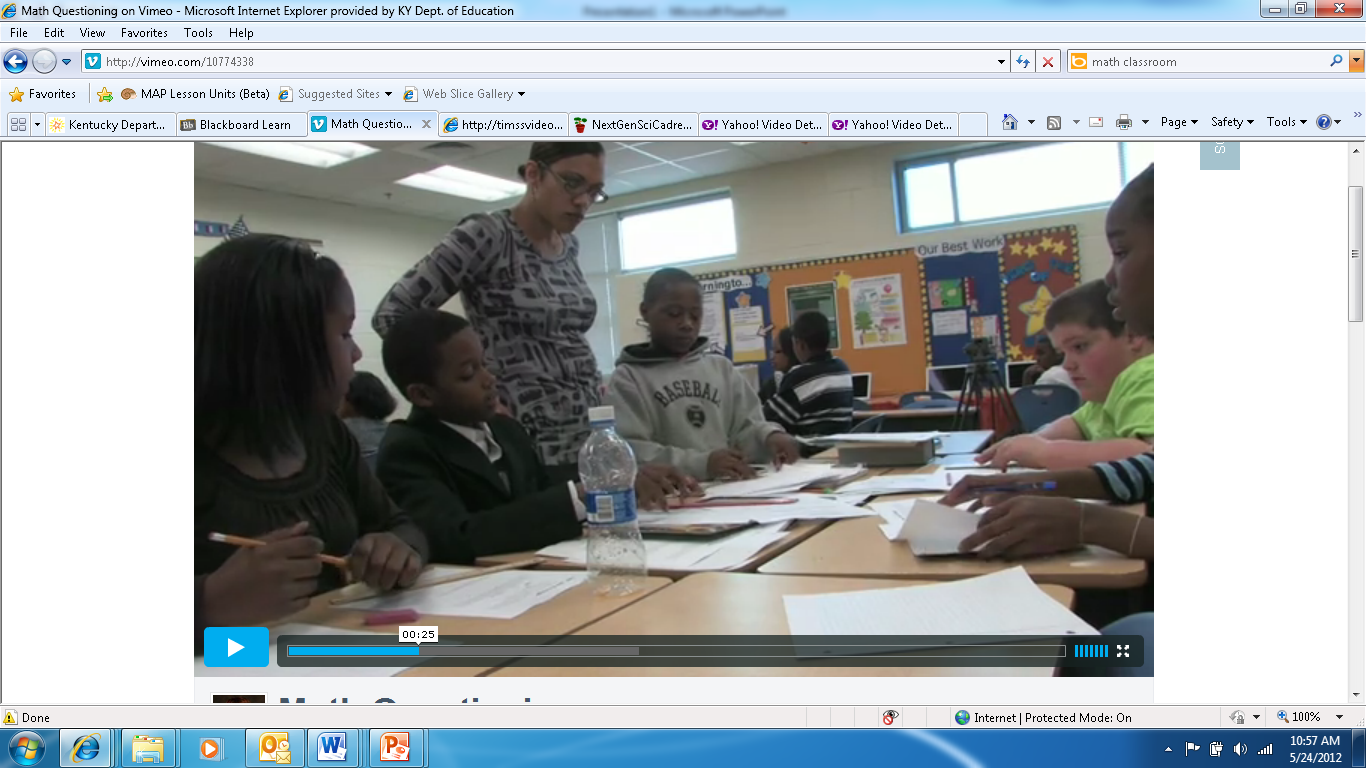 Math Questioning on Vimeo - Microsoft Internet Explorer provided by KY Dept. of Education
Presentation1 - Microsoft PowerPoint
File Edit View Favorites Tools Help
http://vimeo.com/10774338
math classroom
Favorites MAP Lesson Units (Beta) Suggested Sites Web Slice Gallery
Kentucky Depart... Blackboard Learn Math Questio... X http://timssvideo... NextGenSciCadre... Yahoo! Video Det... Yahoo! Video Det...
Page Safety Tools
Our Best Work
BASEBALL
00:25
Done
Internet | Protected Mode: On
100%
10:57 AM
5/24/2012